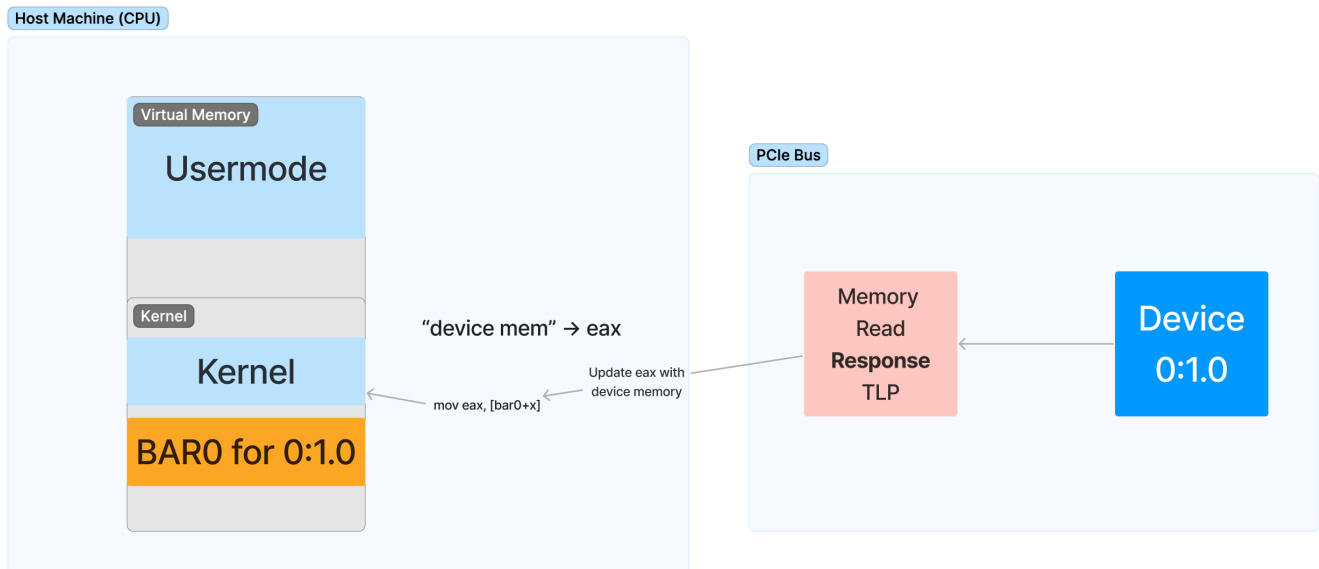 Host Machine (CPU)
Virtual Memory
Usermode
Kernel
Kernel
BAR0 for 0:1.0
“device mem” → eax
Update eax with
device memory
mov eax, [bar0+x]
PCIe Bus
Memory
Read
Response
TLP
Device
0:1.0